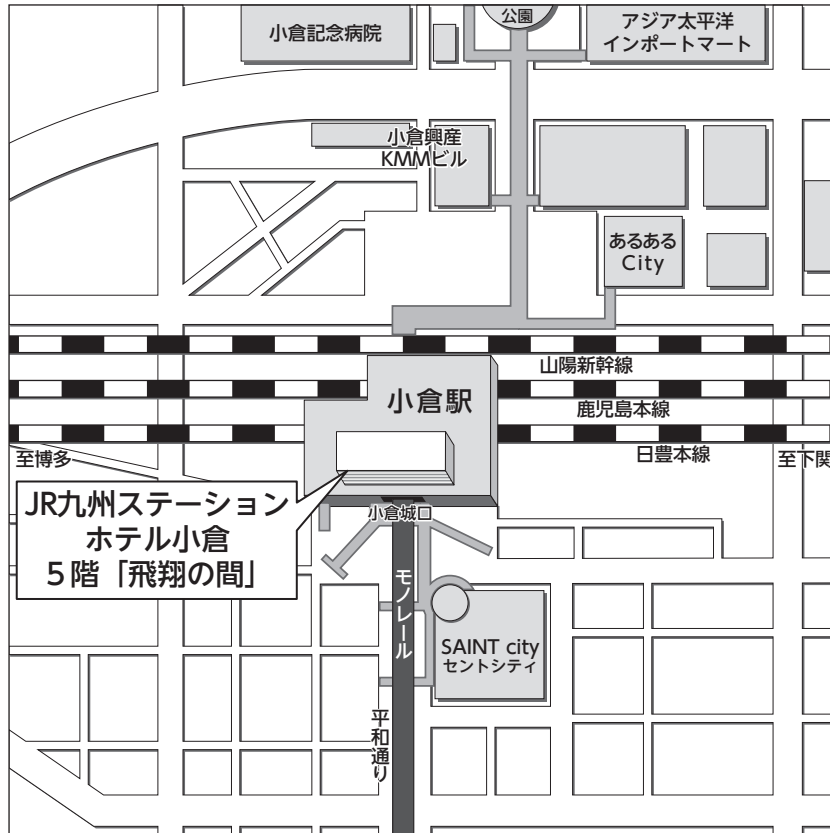 小倉記念病院
公園
アジア太平洋
インポートマート
小倉興産
KMMビル
あるある
City
山陽新幹線
小倉駅
鹿児島本線
日豊本線
至博多
至下関
JR九州ステーション
ホテル小倉
5階「飛翔の間」
小倉城口
モノレール
SAINT city
セントシティ
平和通り